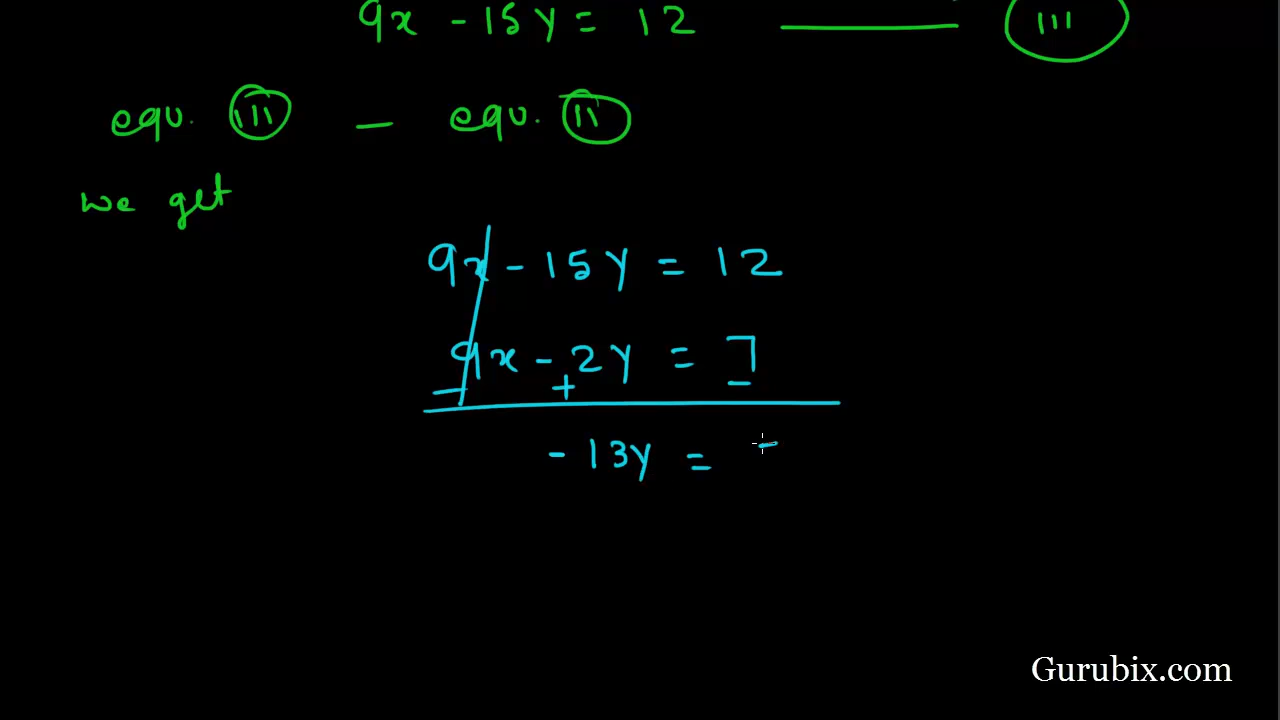 9x - 15y = 12 ——— (III)
equ. (III) - equ. (II)
we get
9x - 15y = 12
9x - 2y = 7
- + -
- 13y =
Gurubix.com